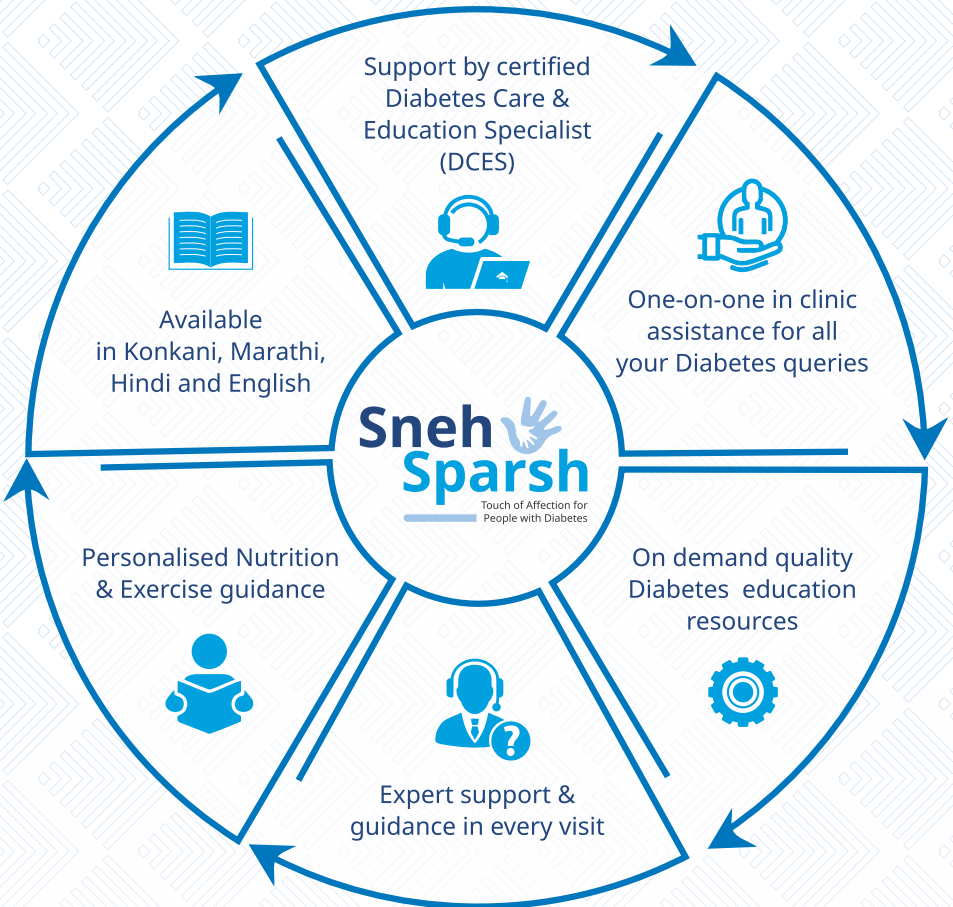 Support by certified
Diabetes Care &
Education Specialist
(DCES)
One-on-one in clinic
assistance for all
your Diabetes queries
On demand quality
Diabetes education
resources
Expert support &
guidance in every visit
Personalised Nutrition
& Exercise guidance
Available
in Konkani, Marathi,
Hindi and English
Sneh
Sparsh
Touch of Affection for
People with Diabetes
?